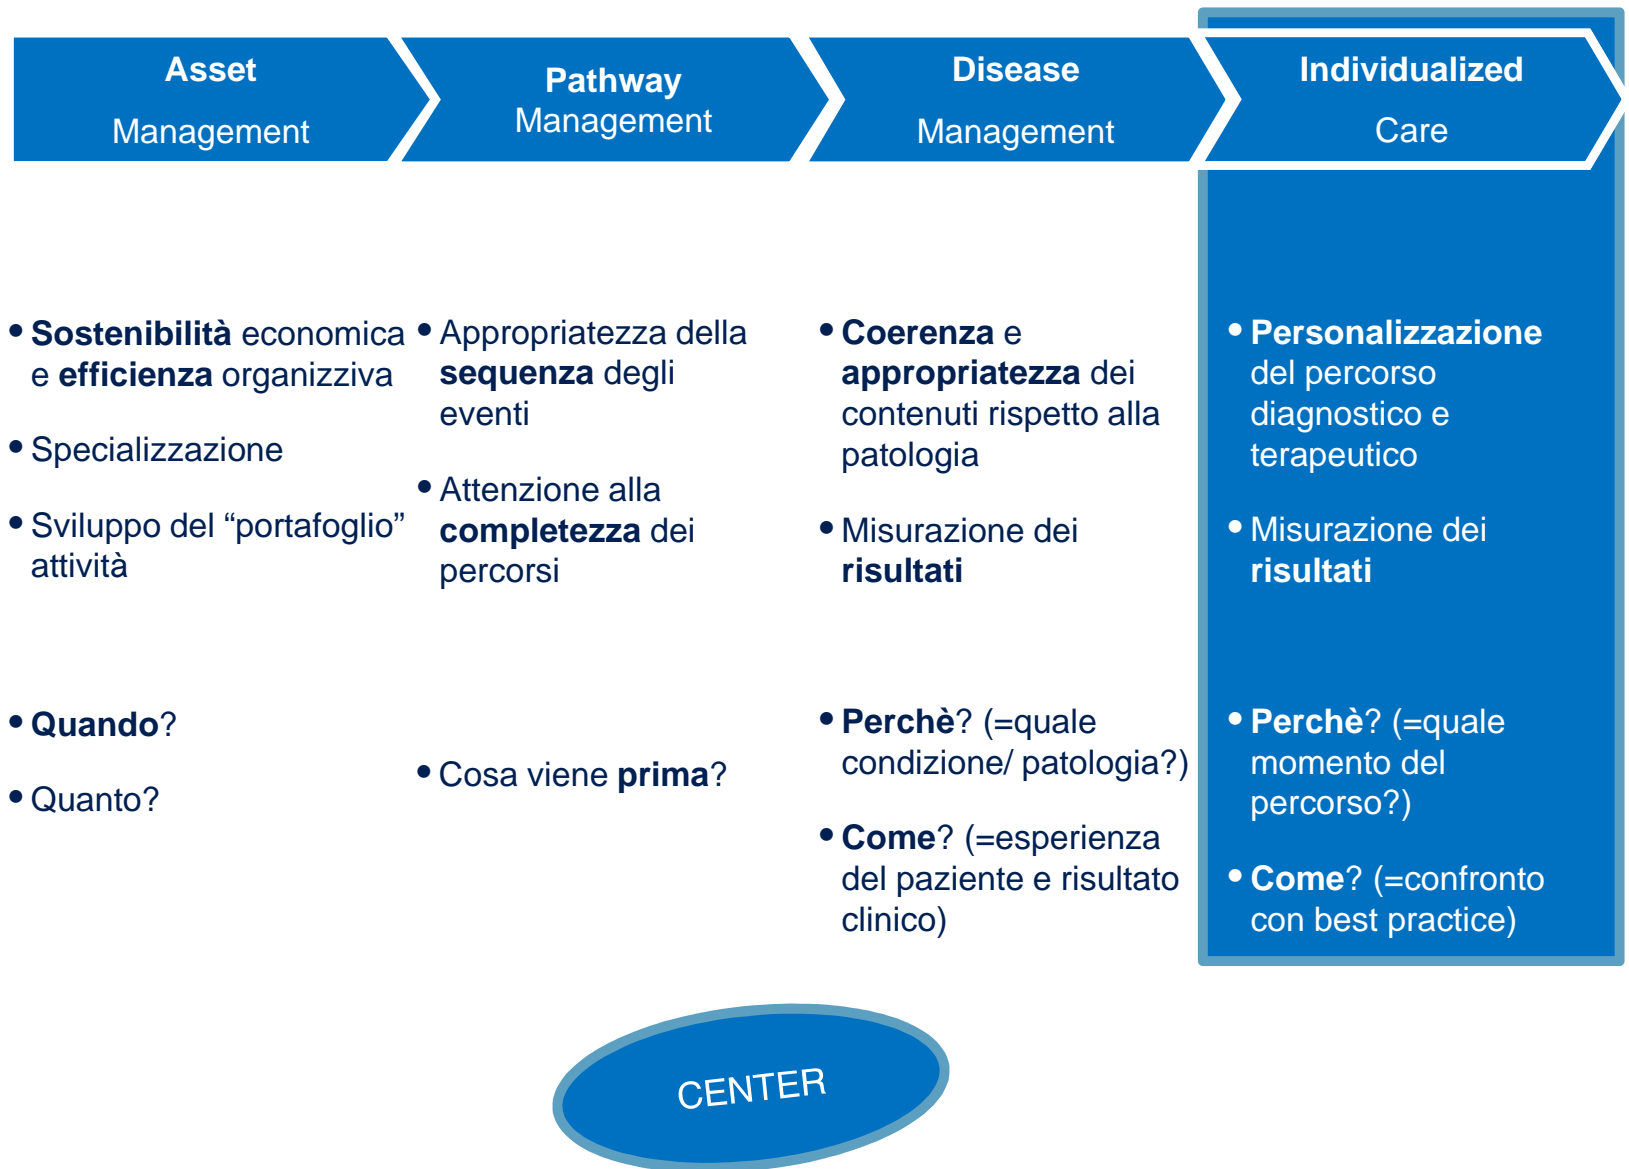 Asset
Management
Pathway
Management
Disease
Management
Individualized
Care
• Sostenibilità economica
e efficienza organizziva
• Specializzazione
• Sviluppo del “portafoglio”
attività
• Appropriatezza della
sequenza degli
eventi
• Attenzione alla
completezza dei
percorsi
• Coerenza e
appropriatezza dei
contenuti rispetto alla
patologia
• Misurazione dei
risultati
• Personalizzazione
del percorso
diagnostico e
terapeutico
• Misurazione dei
risultati
• Quando?
• Quanto?
• Cosa viene prima?
• Perchè? (=quale
condizione/ patologia?)
• Come? (=esperienza
del paziente e risultato
clinico)
• Perchè? (=quale
momento del
percorso?)
• Come? (=confronto
con best practice)
CENTER